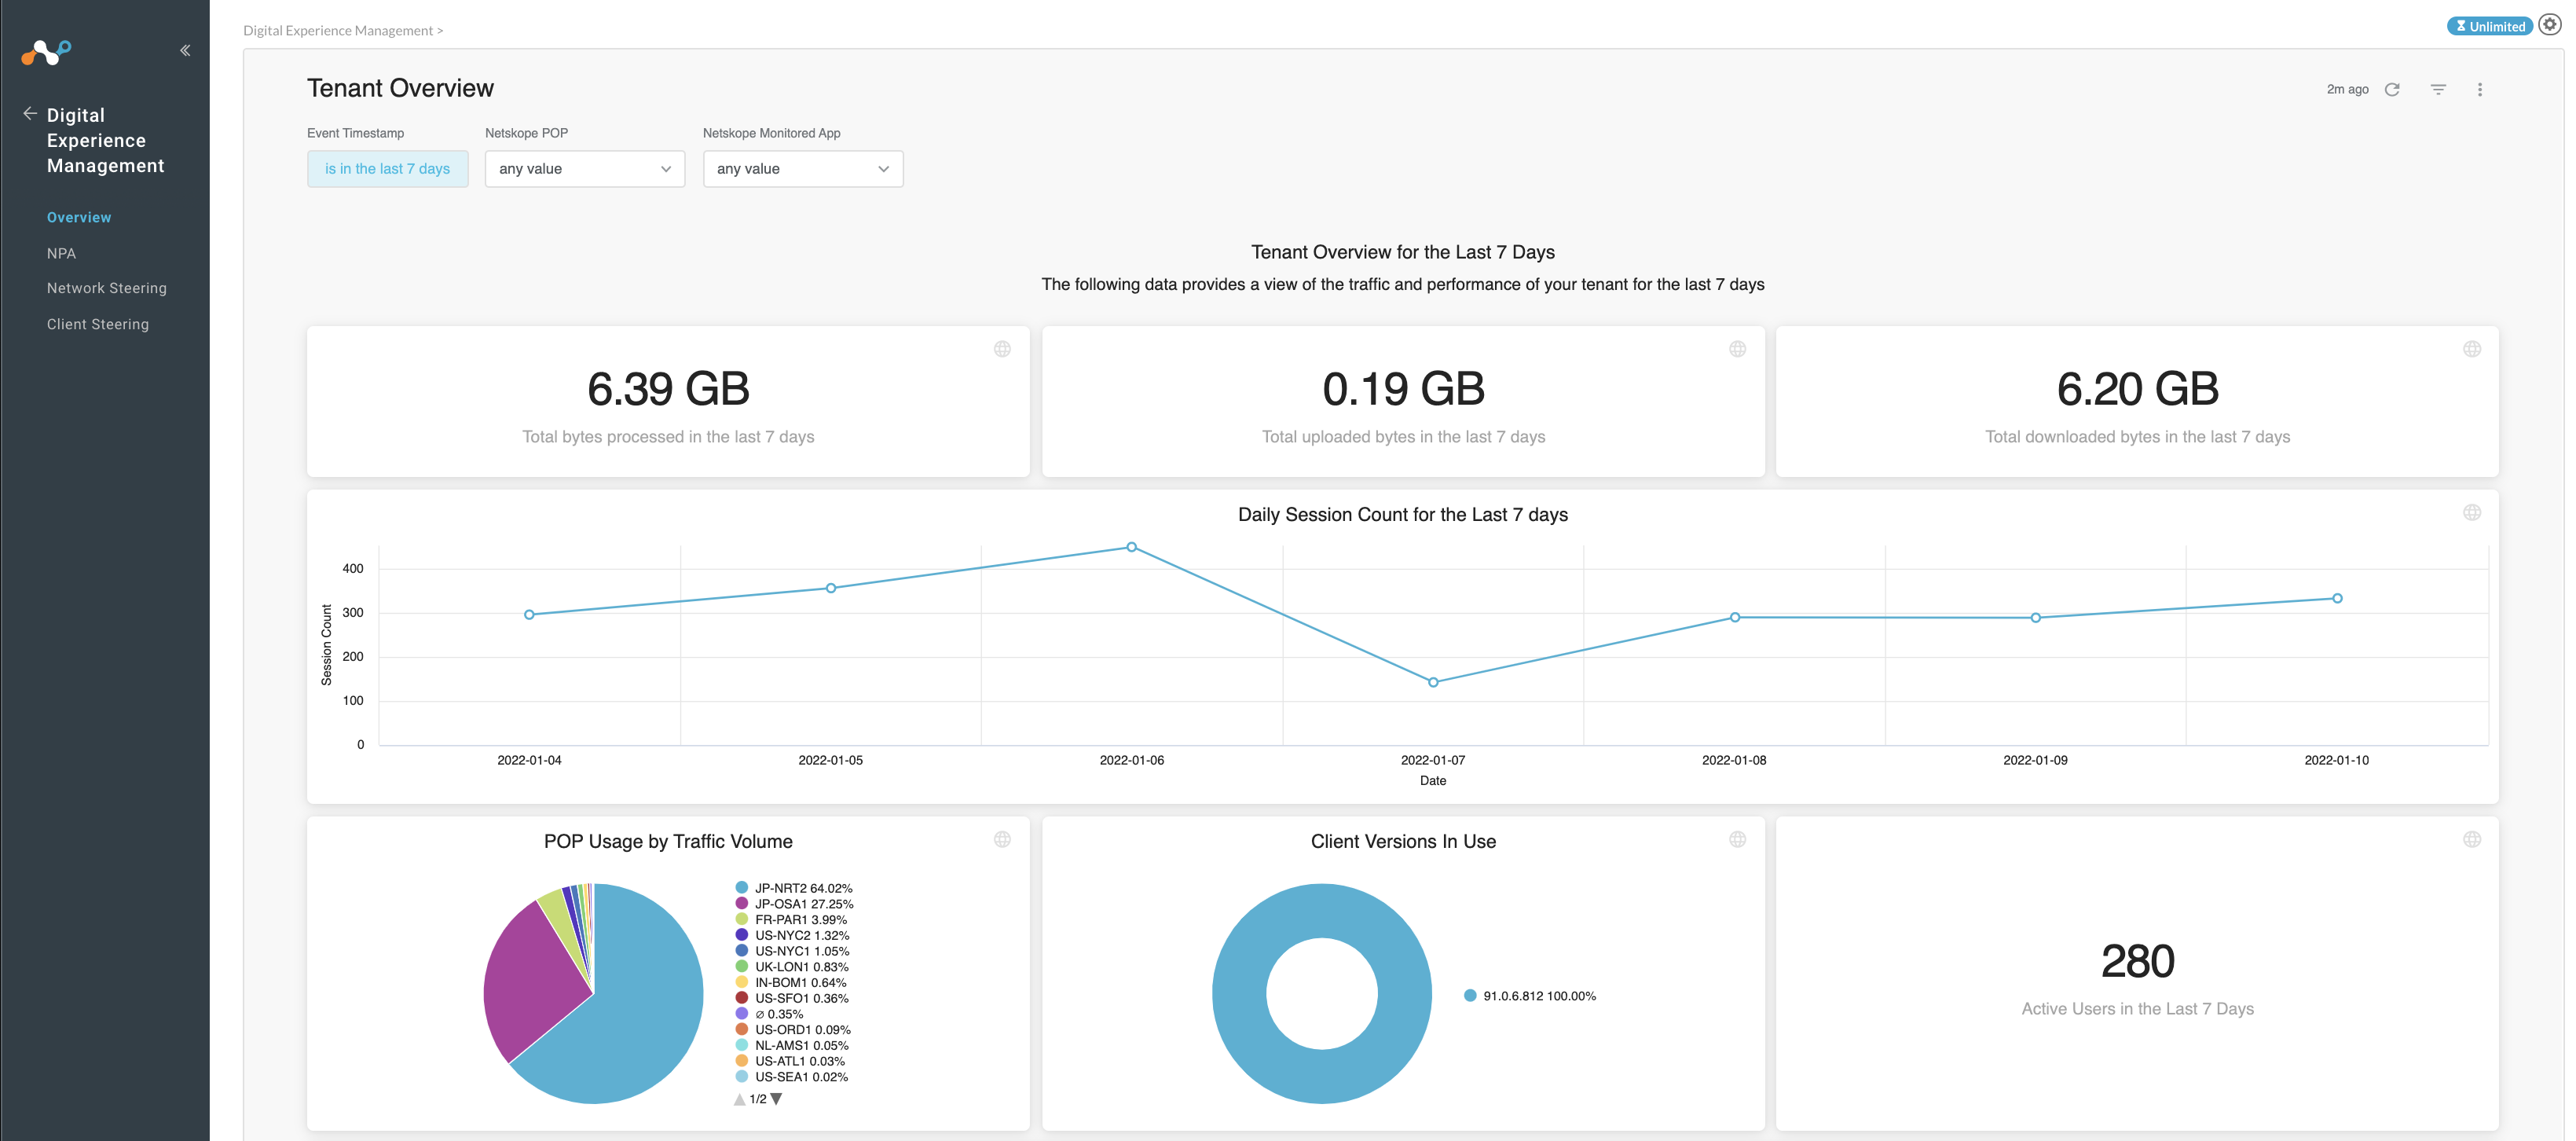 Digital Experience Management >
Unlimited
Digital
Experience
Management
Overview
NPA
Network Steering
Client Steering
Tenant Overview
2m ago
Event Timestamp
Netskope POP
Netskope Monitored App
is in the last 7 days
any value
any value
Tenant Overview for the Last 7 Days
The following data provides a view of the traffic and performance of your tenant for the last 7 days
6.39 GB
Total bytes processed in the last 7 days
0.19 GB
Total uploaded bytes in the last 7 days
6.20 GB
Total downloaded bytes in the last 7 days
Daily Session Count for the Last 7 days
Session Count
400
300
200
100
0
2022-01-04
2022-01-05
2022-01-06
2022-01-07
2022-01-08
2022-01-09
2022-01-10
Date
POP Usage by Traffic Volume
JP-NRT2 64.02%
JP-OSA1 27.25%
FR-PAR1 3.99%
US-NYC2 1.32%
US-NYC1 1.05%
UK-LON1 0.83%
IN-BOM1 0.64%
US-SFO1 0.36%
∅ 0.35%
US-ORD1 0.09%
NL-AMS1 0.05%
US-ATL1 0.03%
US-SEA1 0.02%
1/2
Client Versions In Use
91.0.6.812 100.00%
280
Active Users in the Last 7 Days